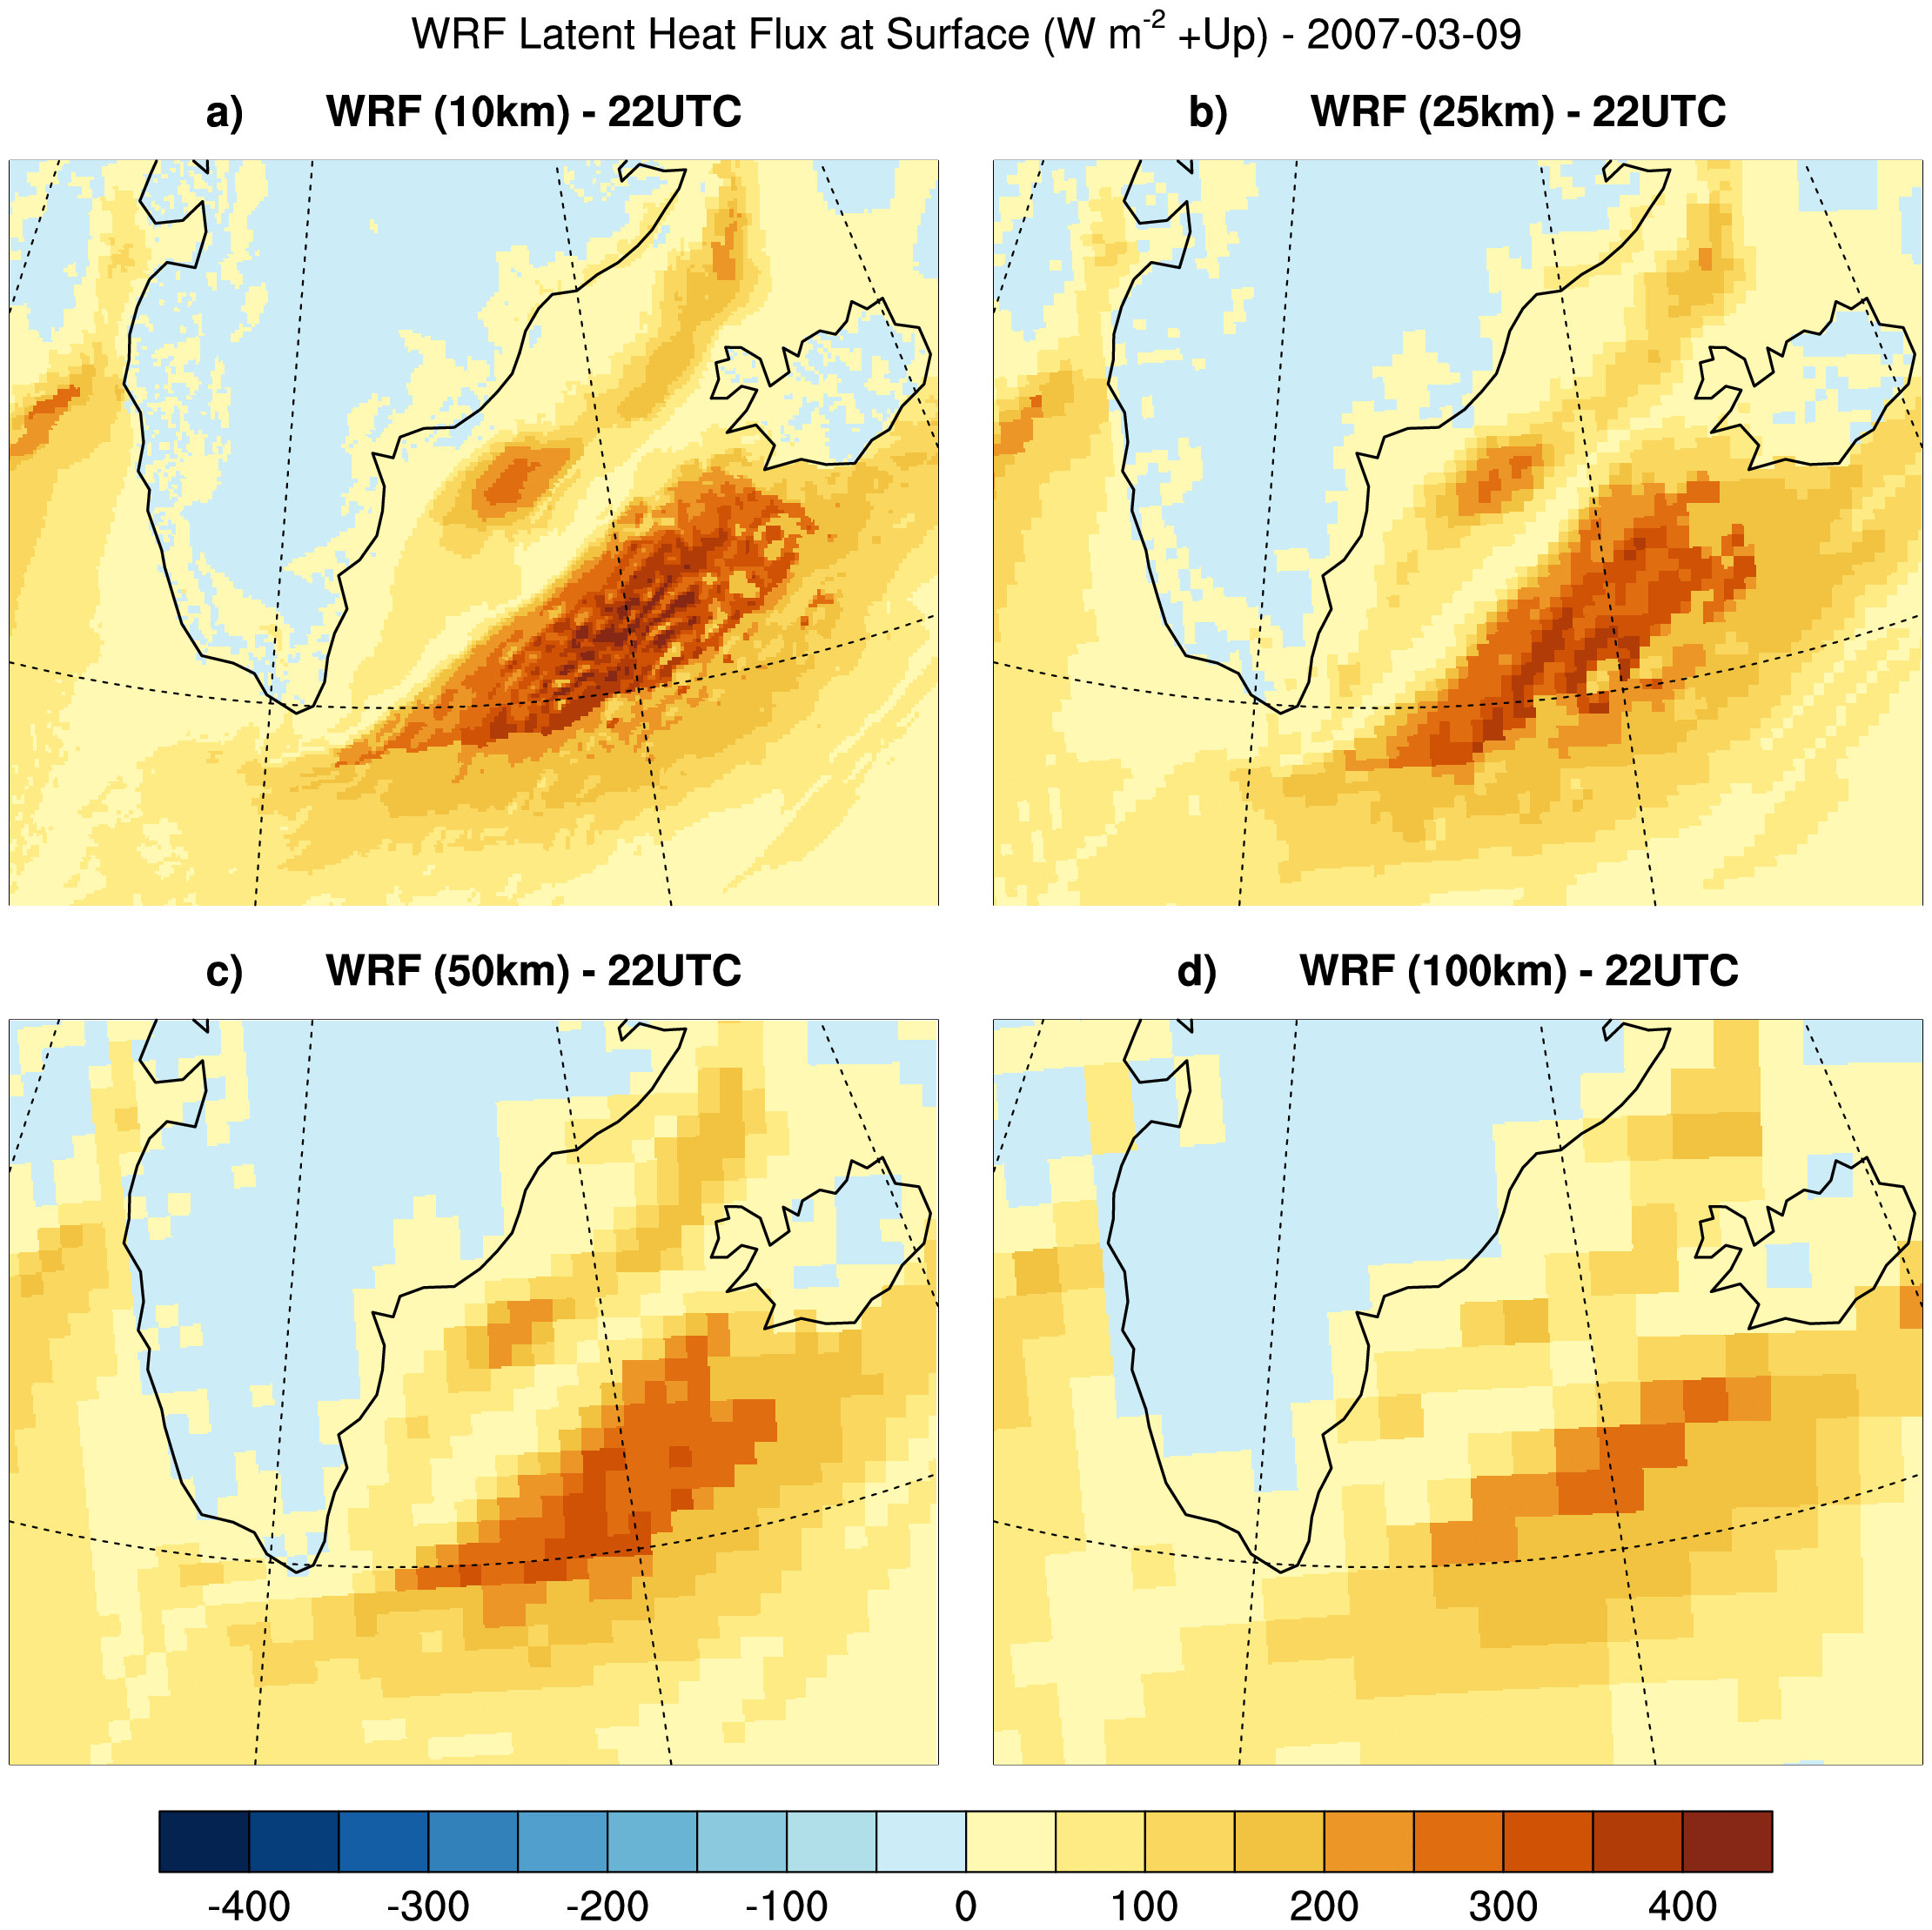 WRF Latent Heat Flux at Surface (W m⁻² +Up) - 2007-03-09
a) WRF (10km) - 22UTC
b) WRF (25km) - 22UTC
c) WRF (50km) - 22UTC
d) WRF (100km) - 22UTC
-400 -300 -200 -100 0 100 200 300 400